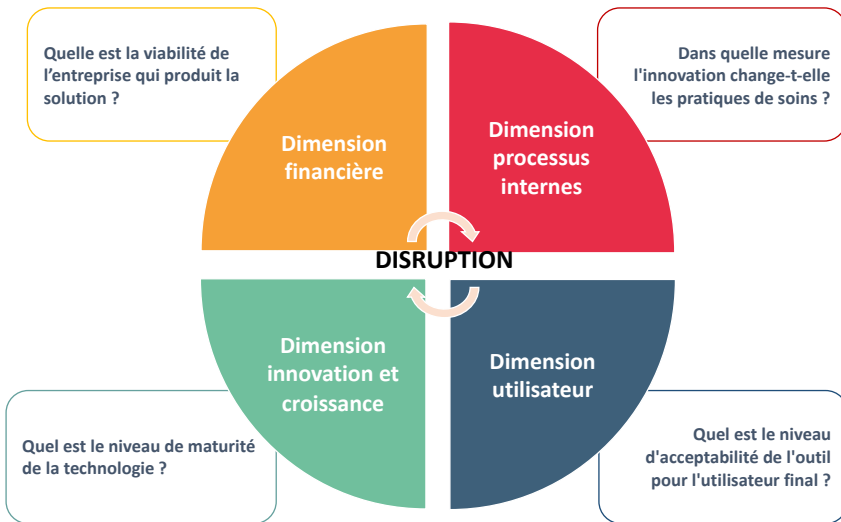 Quelle est la viabilité de
l’entreprise qui produit la
solution ?
Dans quelle mesure
l'innovation change-t-elle
les pratiques de soins ?
Dimension
financière
Dimension
processus
internes
DISRUPTION
Dimension
innovation et
croissance
Dimension
utilisateur
Quel est le niveau de maturité
de la technologie ?
Quel est le niveau
d'acceptabilité de l'outil
pour l'utilisateur final ?